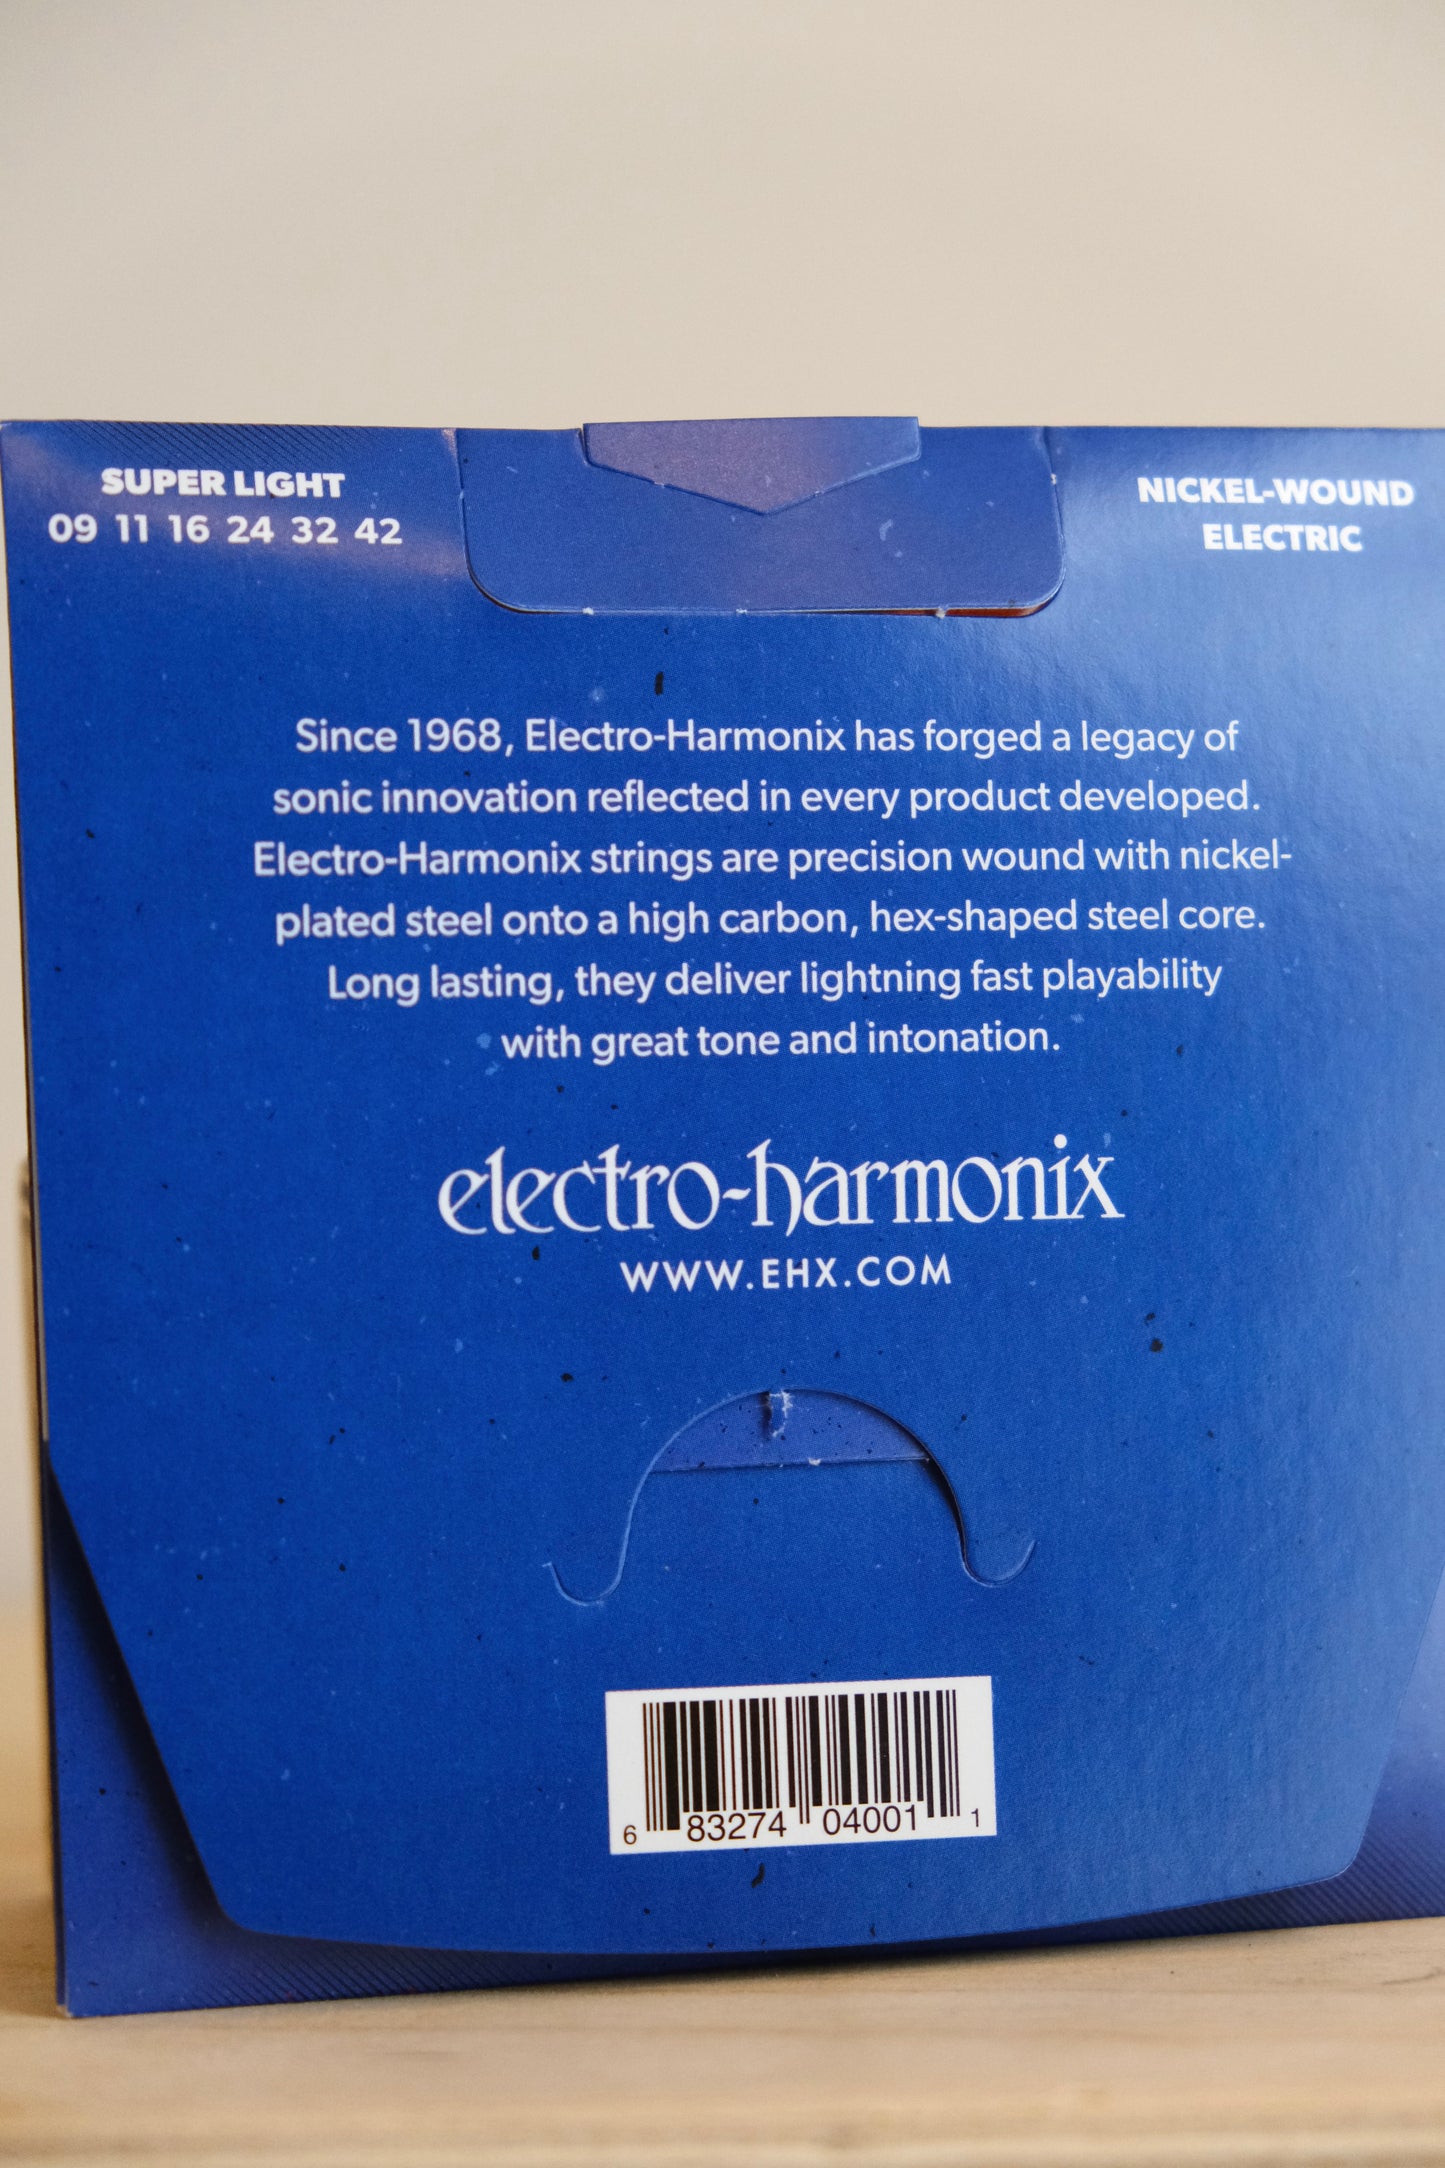 SUPER LIGHT
09 11 16 24 32 42
NICKEL-WOUND
ELECTRIC
Since 1968, Electro-Harmonix has forged a legacy of
sonic innovation reflected in every product developed.
Electro-Harmonix strings are precision wound with nickel-
plated steel onto a high carbon, hex-shaped steel core.
Long lasting, they deliver lightning fast playability
with great tone and intonation.
electro-harmonix
WWW.EHX.COM
6 83274 04001 1